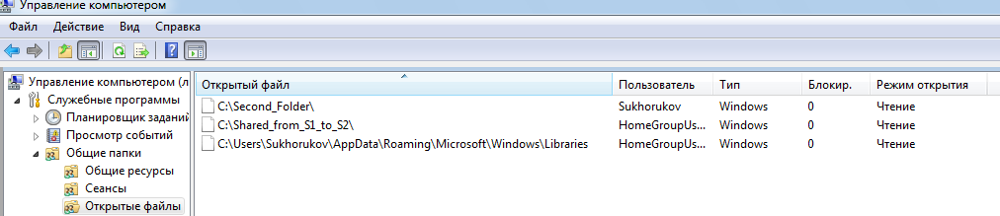 Управление компьютером
Файл Действие Вид Справка
Управление компьютером (л
Служебные программы
Планировщик заданий
Просмотр событий
Общие папки
Общие ресурсы
Сеансы
Открытые файлы
Открытый файл Пользователь Тип Блокир. Режим открытия
C:\Second_Folder\ Sukhorukov Windows 0 Чтение
C:\Shared_from_S1_to_S2\ HomeGroupUs... Windows 0 Чтение
C:\Users\Sukhorukov\AppData\Roaming\Microsoft\Windows\Libraries HomeGroupUs... Windows 0 Чтение